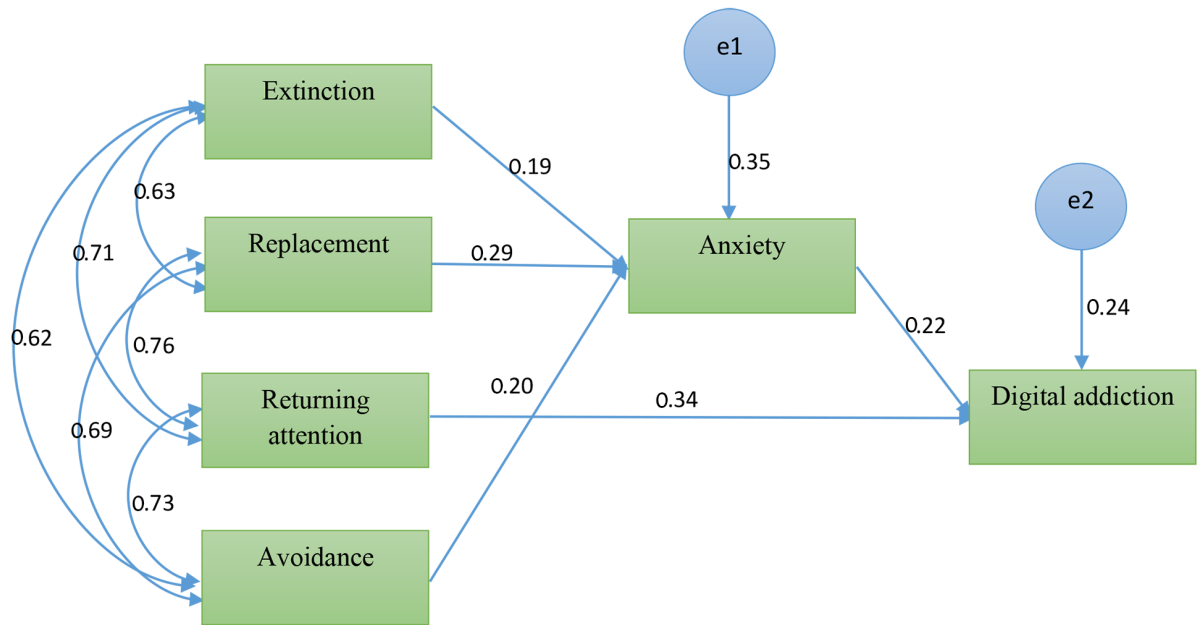 e1
Extinction
0.19
0.35
0.63
e2
Replacement
Anxiety
0.71
0.29
0.24
0.22
0.62
0.76
0.20
0.34
Digital addiction
Returning
attention
0.69
0.73
Avoidance